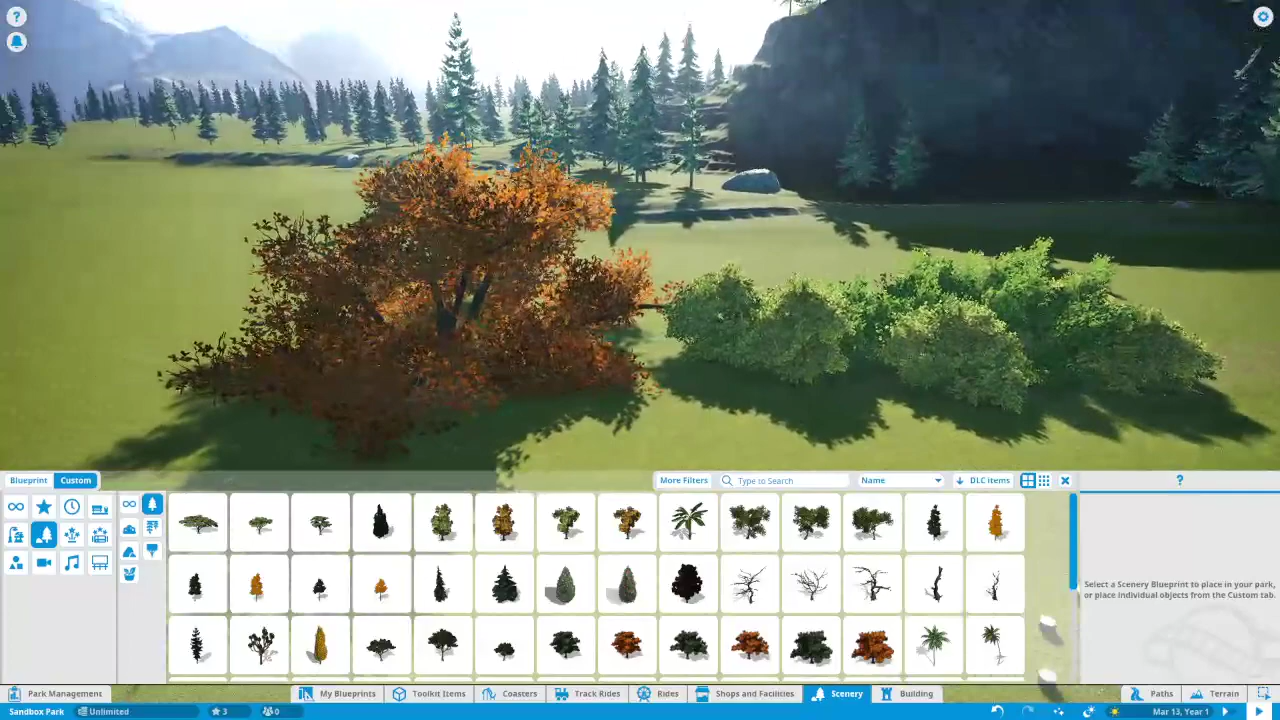 ?
Blueprint Custom More Filters Type to Search Name DLC items ?
Select a Scenery Blueprint to place in your park,
or place individual objects from the Custom tab.
Park Management My Blueprints Toolkit Items Coasters Track Rides Rides Shops and Facilities Scenery Building Paths Terrain
Sandbox Park Unlimited 3 0 Mar 13, Year 1